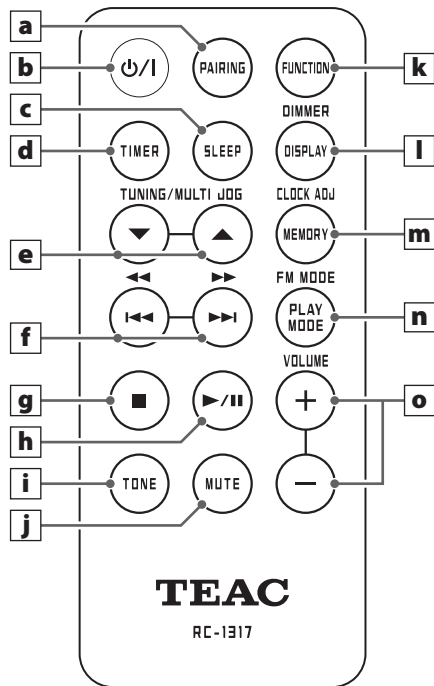 a
b
PAIRING
FUNCTION
k
c
DIMMER
d
TIMER
SLEEP
DISPLAY
l
TUNING/MULTI JOG
CLOCK ADJ
MEMORY
m
e
FM MODE
PLAY
MODE
n
f
VOLUME
g
o
h
i
TONE
MUTE
j
TEAC
RC-1317